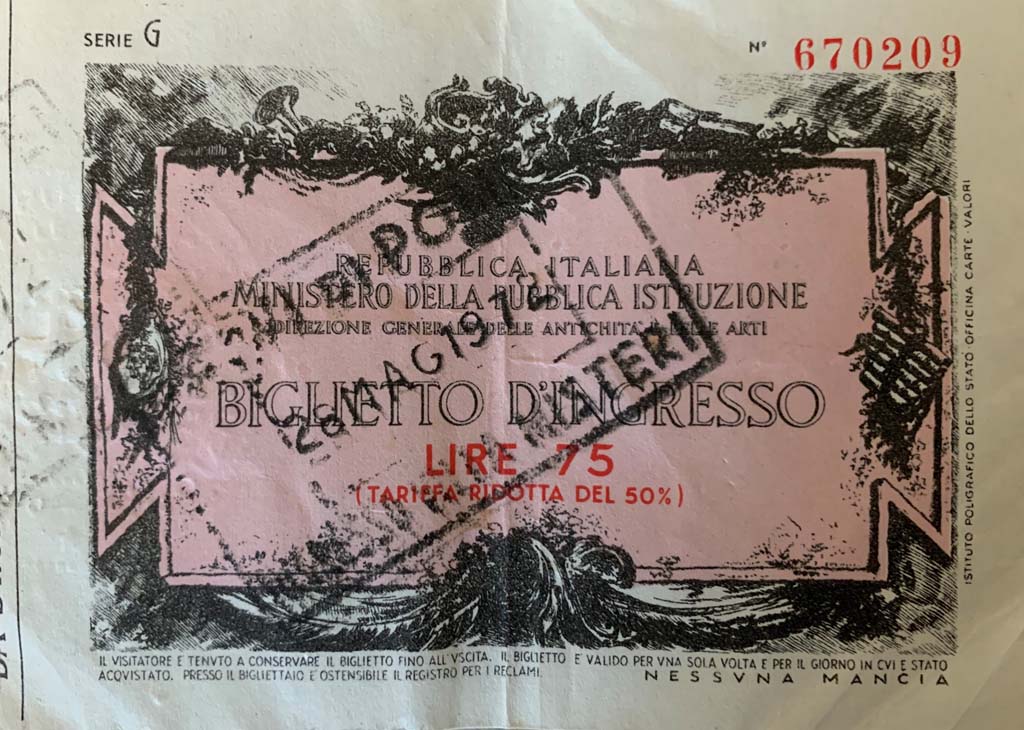 SERIE G
N° 670209
REPUBBLICA ITALIANA
MINISTERO DELLA PUBBLICA ISTRUZIONE
DIREZIONE GENERALE DELLE ANTICHITA E BELLE ARTI
BIGLIETTO D'INGRESSO
LIRE 75
(TARIFFA RIDOTTA DEL 50%)
IL VISITATORE E TENVTO A CONSERVARE IL BIGLIETTO FINO ALL'VSCITA. IL BIGLIETTO E' VALIDO PER VNA SOLA VOLTA E PER IL GIORNO IN CVI E STATO
ACQVISTATO. PRESSO IL BIGLIETTAIO E' OSTENSIBILE IL REGISTRO PER I RECLAMI.
NESSVNA MANCIA
ISTITUTO POLIGRAFICO DELLO STATO · OFFICINA CARTE · VALORI
MAG 197